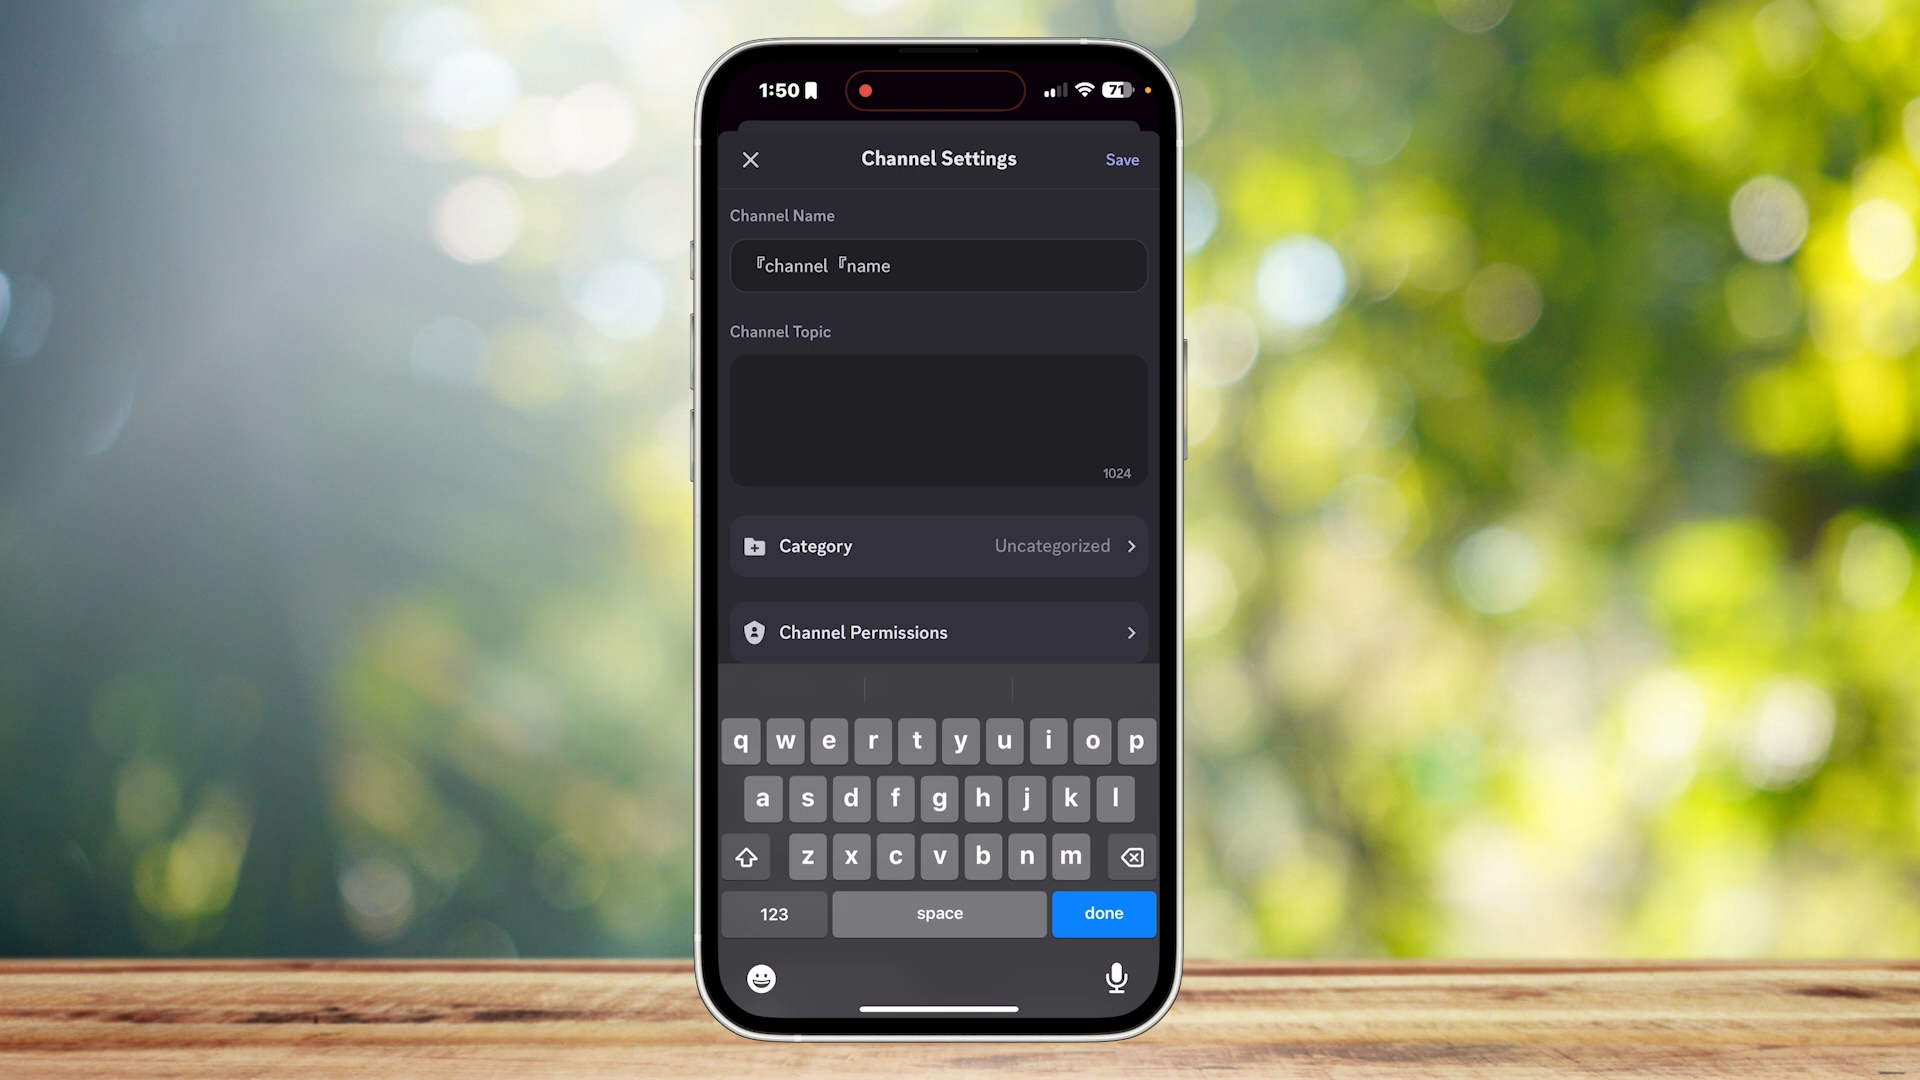 1:50
71
Channel Settings
Save
Channel Name
『channel『name
Channel Topic
1024
Category
Uncategorized
Channel Permissions
q w e r t y u i o p
a s d f g h j k l
z x c v b n m
123
space
done